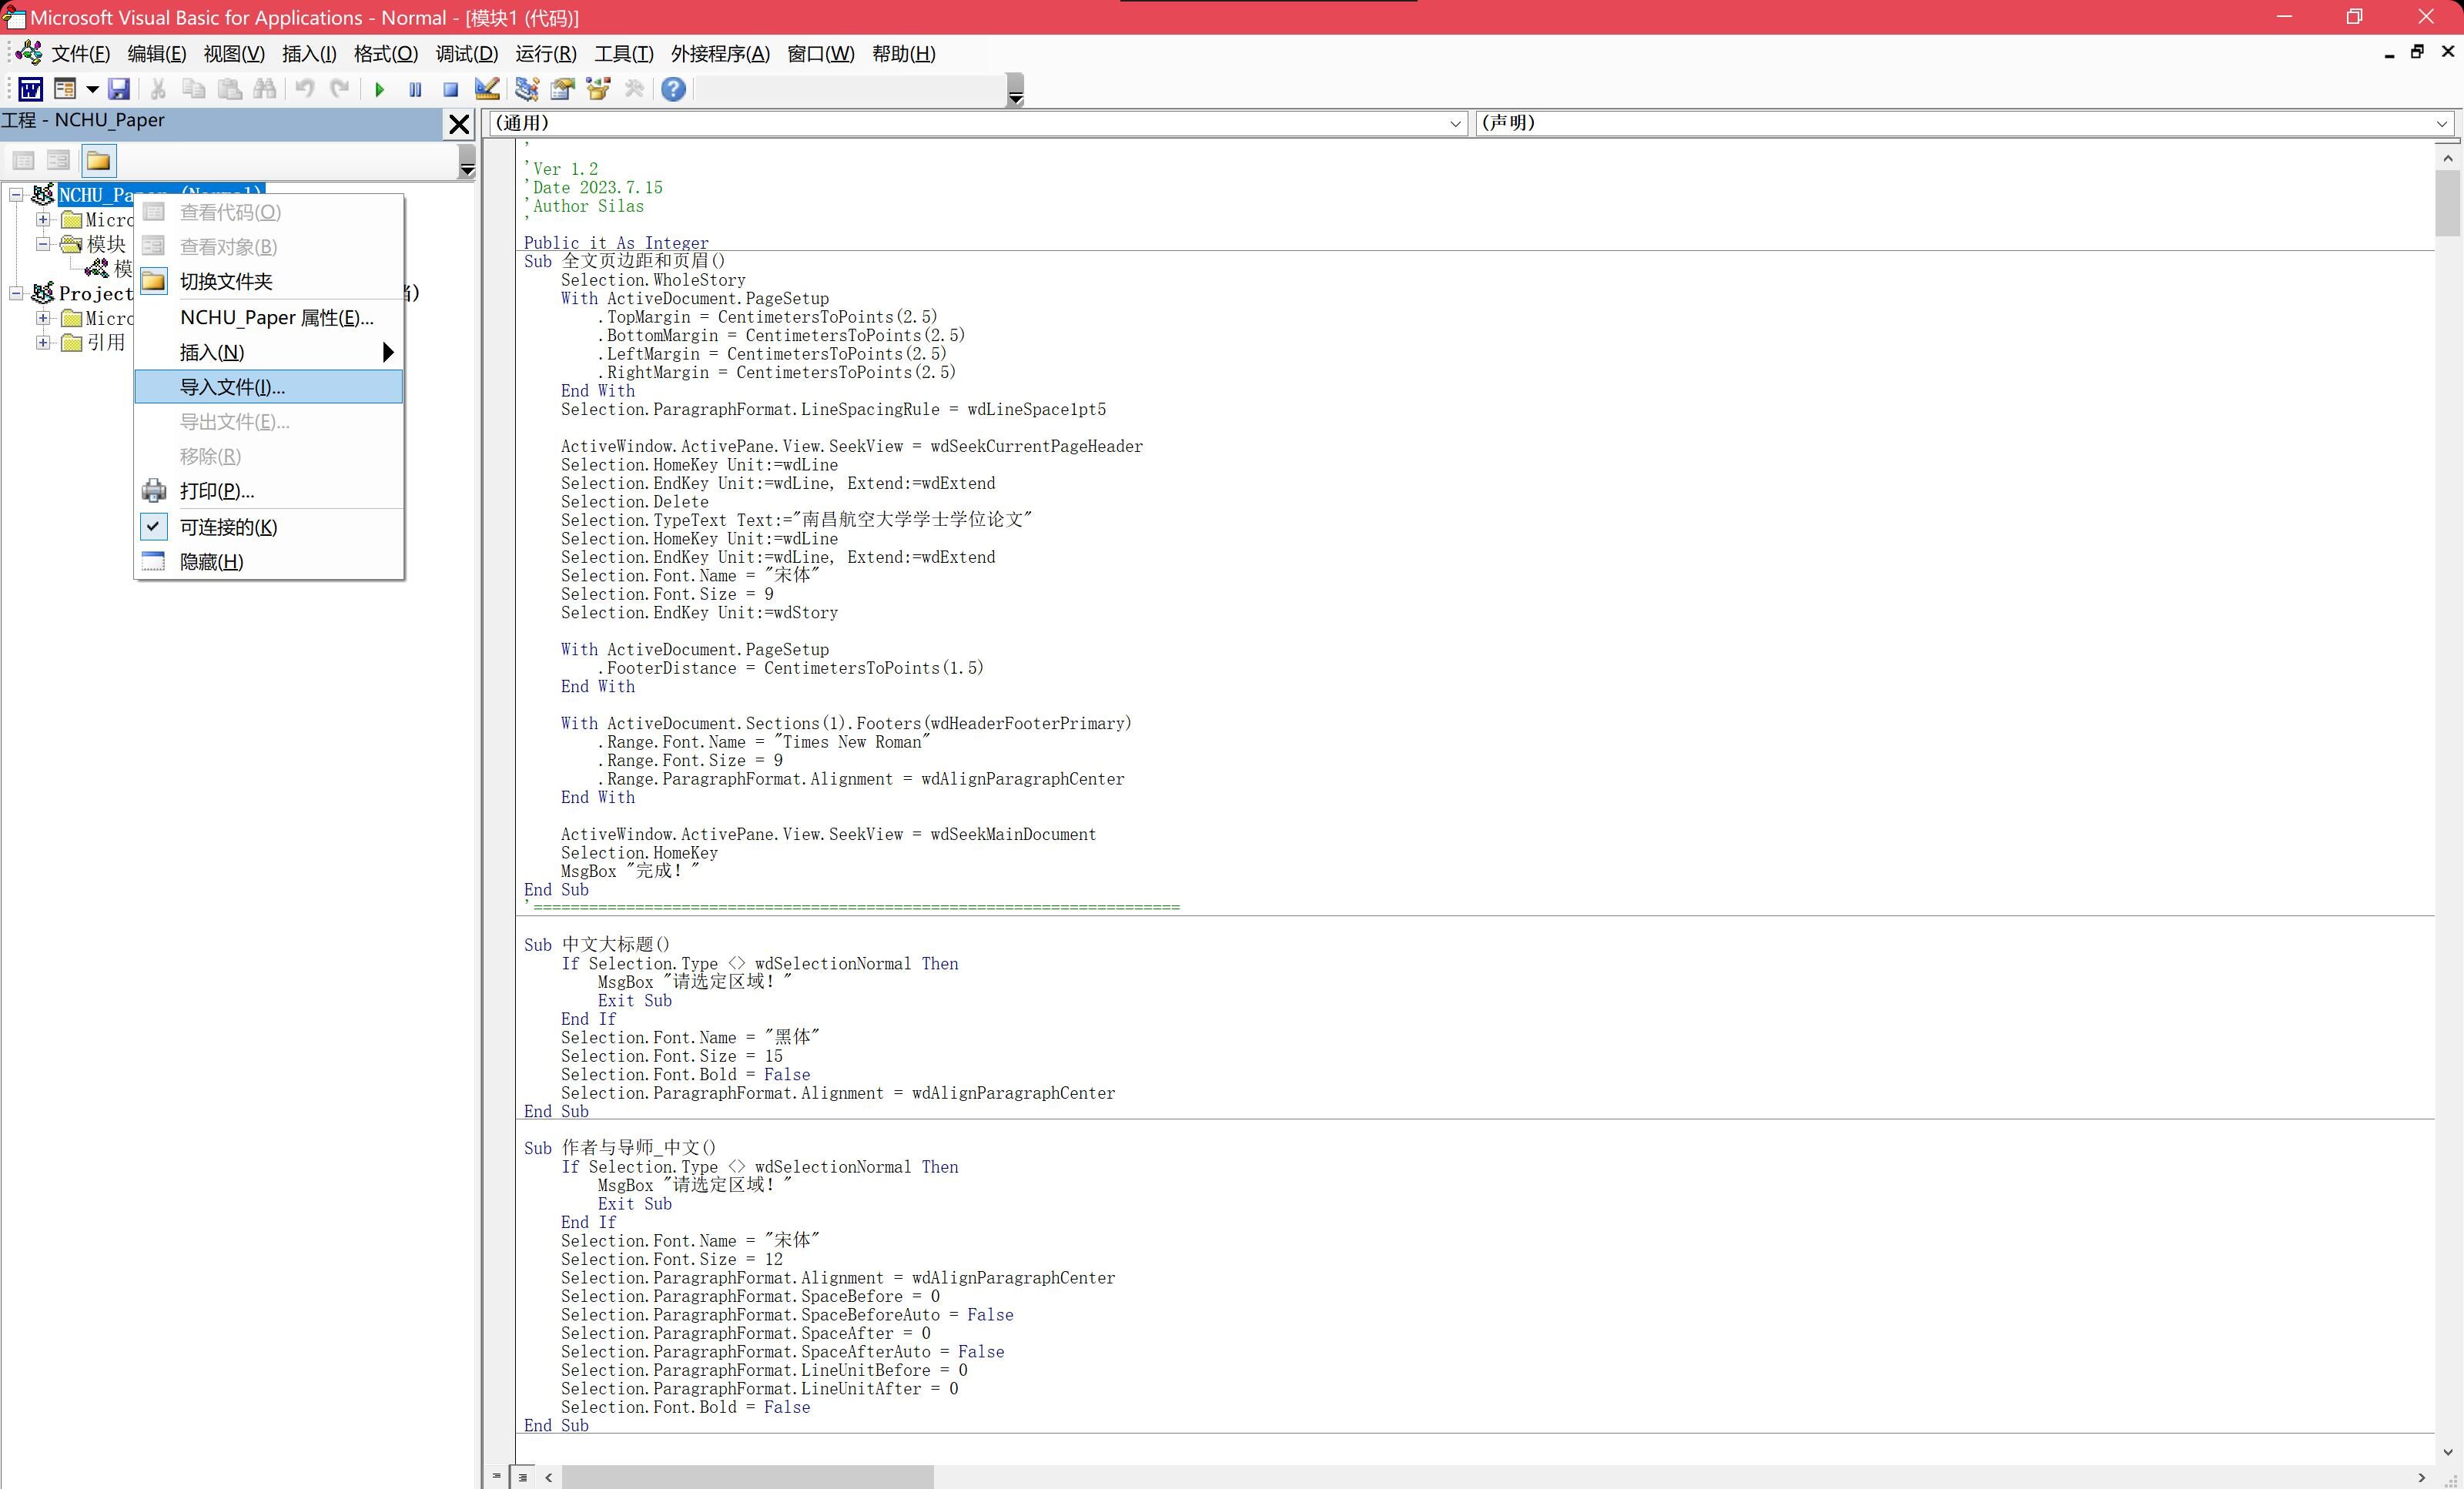 Microsoft Visual Basic for Applications - Normal - [模块1 (代码)]
文件(F) 编辑(E) 视图(V) 插入(I) 格式(O) 调试(D) 运行(R) 工具(T) 外接程序(A) 窗口(W) 帮助(H)
工程 - NCHU_Paper
(通用)
(声明)
NCHU_Pa
Micro
模块
模
Project
Micro
引用
查看代码(O)
查看对象(B)
切换文件夹
NCHU_Paper 属性(E)...
插入(N)
导入文件(I)...
导出文件(E)...
移除(R)
打印(P)...
可连接的(K)
隐藏(H)
'
'Ver 1.2
'Date 2023.7.15
'Author Silas
'
Public it As Integer
Sub 全文页边距和页眉()
Selection.WholeStory
With ActiveDocument.PageSetup
.TopMargin = CentimetersToPoints(2.5)
.BottomMargin = CentimetersToPoints(2.5)
.LeftMargin = CentimetersToPoints(2.5)
.RightMargin = CentimetersToPoints(2.5)
End With
Selection.ParagraphFormat.LineSpacingRule = wdLineSpace1pt5
ActiveWindow.ActivePane.View.SeekView = wdSeekCurrentPageHeader
Selection.HomeKey Unit:=wdLine
Selection.EndKey Unit:=wdLine, Extend:=wdExtend
Selection.Delete
Selection.TypeText Text:="南昌航空大学学士学位论文"
Selection.HomeKey Unit:=wdLine
Selection.EndKey Unit:=wdLine, Extend:=wdExtend
Selection.Font.Name = "宋体"
Selection.Font.Size = 9
Selection.EndKey Unit:=wdStory
With ActiveDocument.PageSetup
.FooterDistance = CentimetersToPoints(1.5)
End With
With ActiveDocument.Sections(1).Footers(wdHeaderFooterPrimary)
.Range.Font.Name = "Times New Roman"
.Range.Font.Size = 9
.Range.ParagraphFormat.Alignment = wdAlignParagraphCenter
End With
ActiveWindow.ActivePane.View.SeekView = wdSeekMainDocument
Selection.HomeKey
MsgBox "完成！"
End Sub
'======================================================================
Sub 中文大标题()
If Selection.Type <> wdSelectionNormal Then
MsgBox "请选定区域！"
Exit Sub
End If
Selection.Font.Name = "黑体"
Selection.Font.Size = 15
Selection.Font.Bold = False
Selection.ParagraphFormat.Alignment = wdAlignParagraphCenter
End Sub
Sub 作者与导师_中文()
If Selection.Type <> wdSelectionNormal Then
MsgBox "请选定区域！"
Exit Sub
End If
Selection.Font.Name = "宋体"
Selection.Font.Size = 12
Selection.ParagraphFormat.Alignment = wdAlignParagraphCenter
Selection.ParagraphFormat.SpaceBefore = 0
Selection.ParagraphFormat.SpaceBeforeAuto = False
Selection.ParagraphFormat.SpaceAfter = 0
Selection.ParagraphFormat.SpaceAfterAuto = False
Selection.ParagraphFormat.LineUnitBefore = 0
Selection.ParagraphFormat.LineUnitAfter = 0
Selection.Font.Bold = False
End Sub